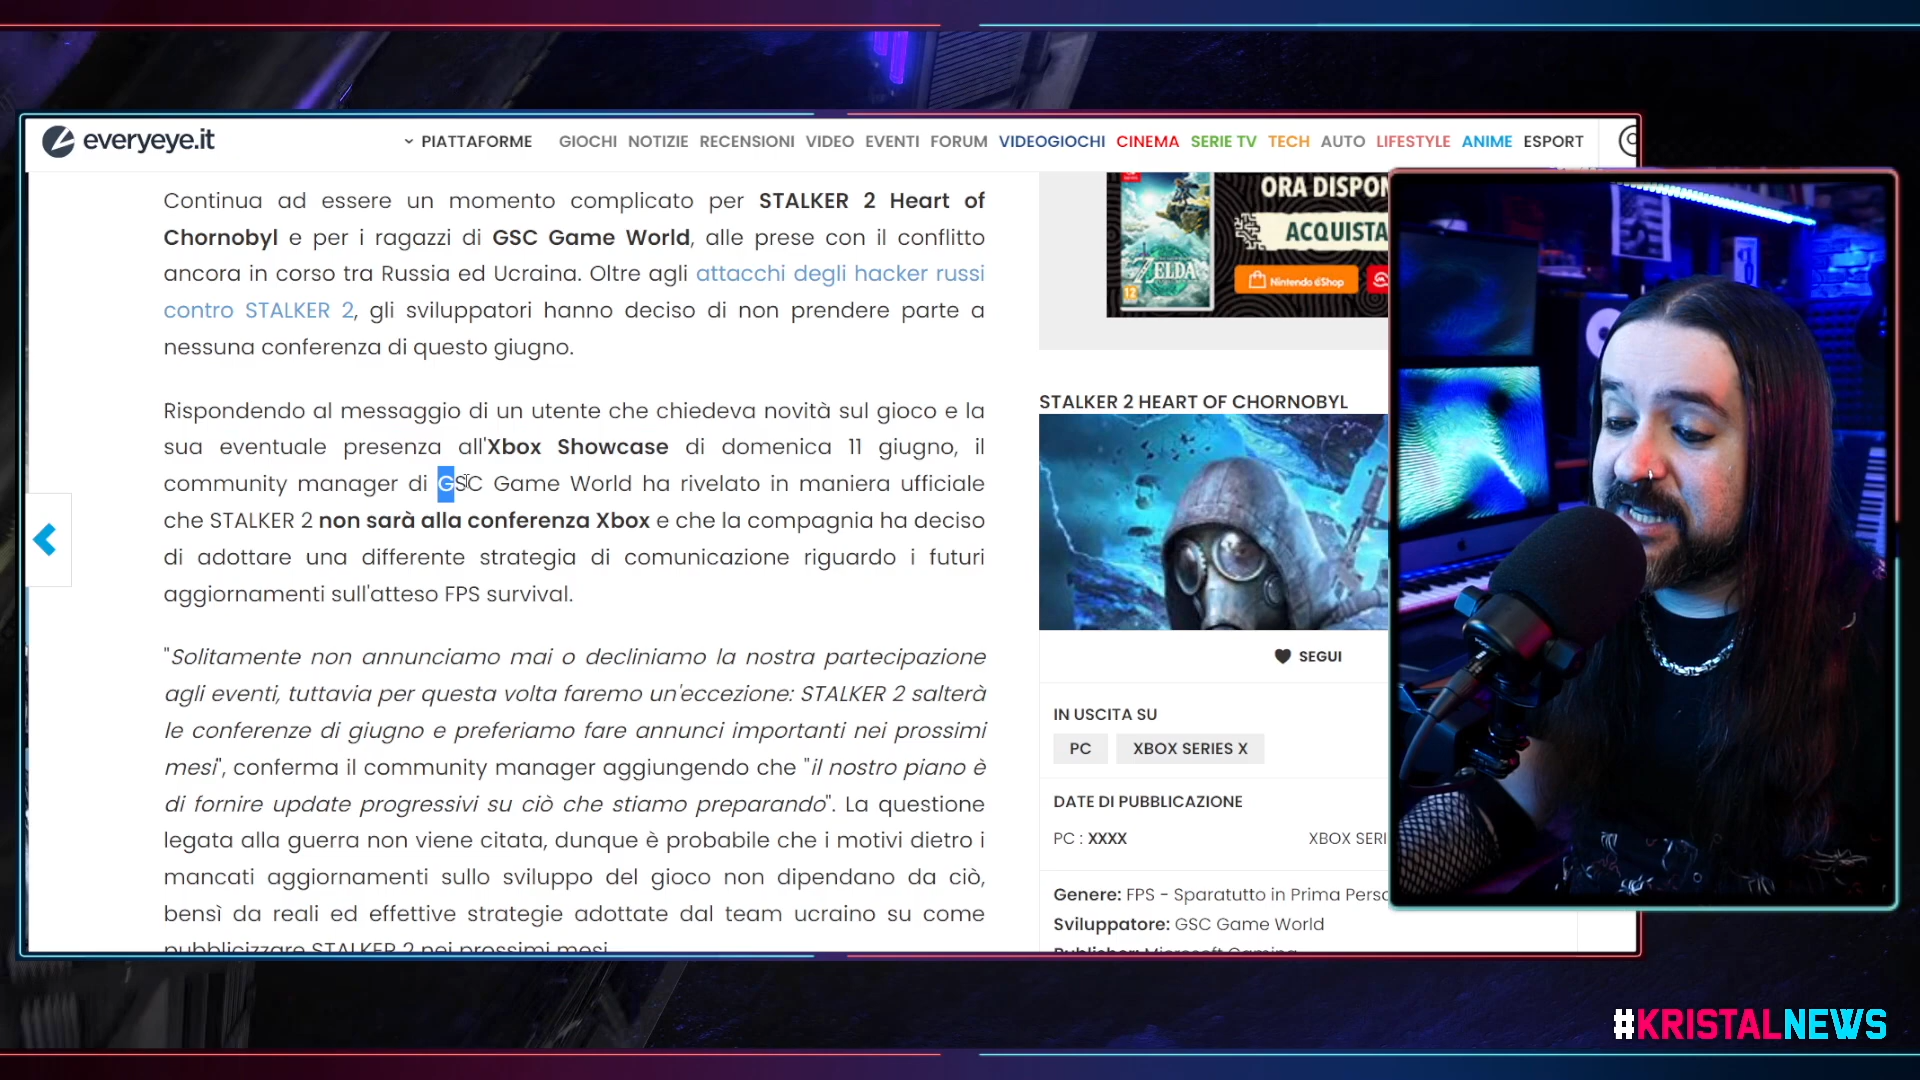 everyeye.it
PIATTAFORME GIOCHI NOTIZIE RECENSIONI VIDEO EVENTI FORUM VIDEOGIOCHI CINEMA SERIE TV TECH AUTO LIFESTYLE ANIME ESPORT
Continua ad essere un momento complicato per STALKER 2 Heart of
Chornobyl e per i ragazzi di GSC Game World, alle prese con il conflitto
ancora in corso tra Russia ed Ucraina. Oltre agli attacchi degli hacker russi
contro STALKER 2, gli sviluppatori hanno deciso di non prendere parte a
nessuna conferenza di questo giugno.
Rispondendo al messaggio di un utente che chiedeva novità sul gioco e la
sua eventuale presenza all'Xbox Showcase di domenica 11 giugno, il
community manager di GSC Game World ha rivelato in maniera ufficiale
che STALKER 2 non sarà alla conferenza Xbox e che la compagnia ha deciso
di adottare una differente strategia di comunicazione riguardo i futuri
aggiornamenti sull'atteso FPS survival.
"Solitamente non annunciamo mai o decliniamo la nostra partecipazione
agli eventi, tuttavia per questa volta faremo un'eccezione: STALKER 2 salterà
le conferenze di giugno e preferiamo fare annunci importanti nei prossimi
mesi", conferma il community manager aggiungendo che "il nostro piano è
di fornire update progressivi su ciò che stiamo preparando". La questione
legata alla guerra non viene citata, dunque è probabile che i motivi dietro i
mancati aggiornamenti sullo sviluppo del gioco non dipendano da ciò,
bensì da reali ed effettive strategie adottate dal team ucraino su come
pubblicizzare STALKER 2 nei prossimi mesi.
ORA DISPON
ACQUISTA
ZELDA
12
Nintendo eShop
STALKER 2 HEART OF CHORNOBYL
SEGUI
IN USCITA SU
PC XBOX SERIES X
DATE DI PUBBLICAZIONE
PC : XXXX XBOX SERI
Genere: FPS - Sparatutto in Prima Perso
Sviluppatore: GSC Game World
Publisher: Microsoft Gaming
#KRISTALNEWS